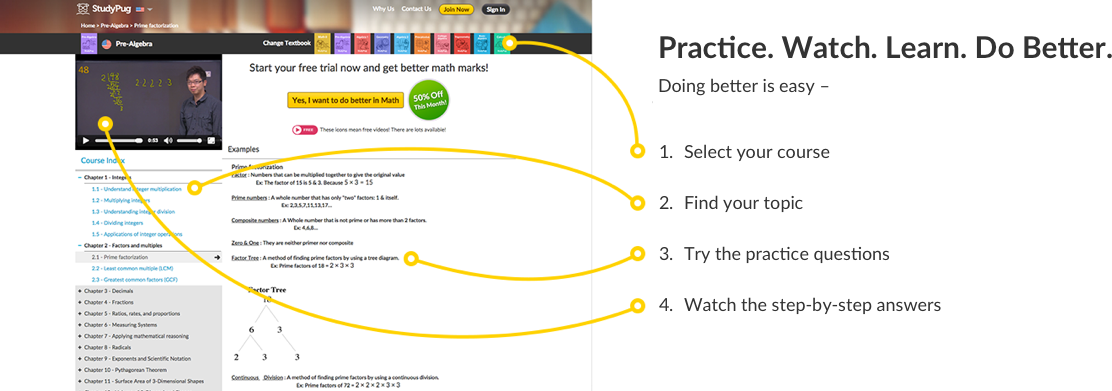 StudyPug
Why Us
Contact Us
Join Now
Sign In
Home > Pre-Algebra > Prime factorization
Pre-Algebra
Change Textbook
48
2 2 2 2 3
0:53
Start your free trial now and get better math marks!
Yes, I want to do better in Math
50% Off
This Month!
FREE
These icons mean free videos! There are lots available!
Course Index
Chapter 1 - Integers
1.1 - Understand integer multiplication
1.2 - Multiplying integers
1.3 - Understanding integer division
1.4 - Dividing integers
1.5 - Applications of integer operations
Chapter 2 - Factors and multiples
2.1 - Prime factorization
2.2 - Least common multiple (LCM)
2.3 - Greatest common factors (GCF)
Chapter 3 - Decimals
Chapter 4 - Fractions
Chapter 5 - Ratios, rates, and proportions
Chapter 6 - Measuring Systems
Chapter 7 - Applying mathematical reasoning
Chapter 8 - Radicals
Chapter 9 - Exponents and Scientific Notation
Chapter 10 - Pythagorean Theorem
Chapter 11 - Surface Area of 3-Dimensional Shapes
Examples
Prime factorization
Factor : Numbers that can be multiplied together to give the original value
Ex: The factor of 15 is 5 & 3. Because 5 × 3 = 15
Prime numbers : A whole number that has only "two" factors: 1 & itself.
Ex: 2,3,5,7,11,13,17...
Composite numbers : A Whole number that is not prime or has more than 2 factors.
Ex: 4,6,8...
Zero & One : They are neither primer nor composite
Factor Tree : A method of finding prime factors by using a tree diagram.
Ex: Prime factors of 18 = 2 × 3 × 3
Factor Tree
18
6 3
2 3 3
Continuous Division : A method of finding prime factors by using a continuous division.
Ex: Prime factors of 72 = 2 × 2 × 2 × 3 × 3
Practice. Watch. Learn. Do Better.
Doing better is easy –
1. Select your course
2. Find your topic
3. Try the practice questions
4. Watch the step-by-step answers